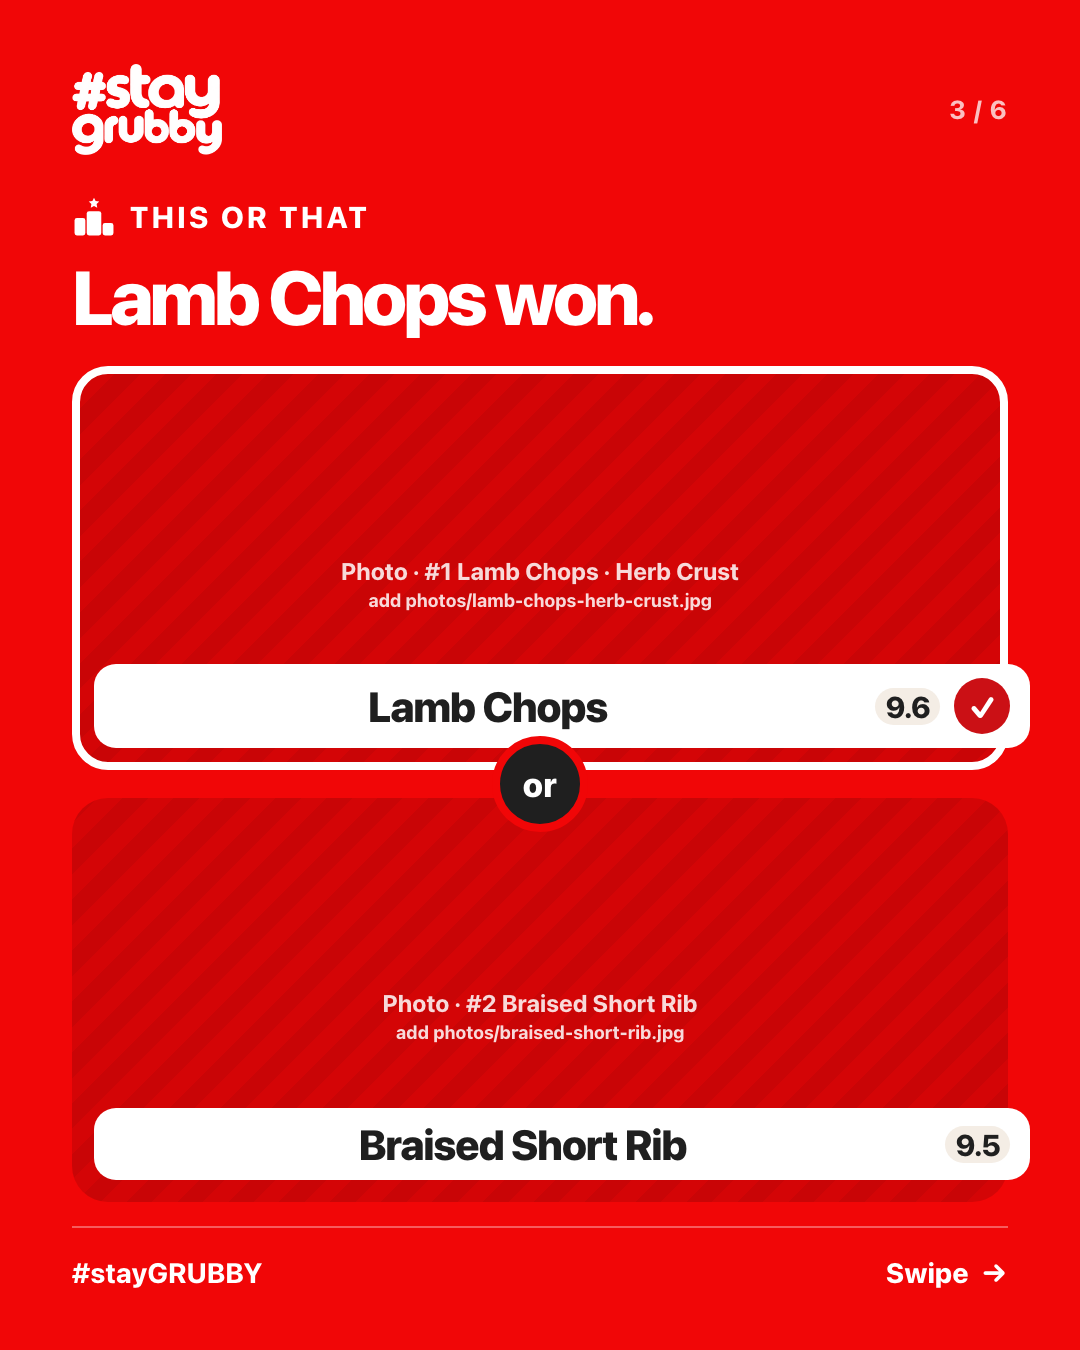 #stay
grubby
3 / 6
THIS OR THAT
Lamb Chops won.
Photo · #1 Lamb Chops · Herb Crust
add photos/lamb-chops-herb-crust.jpg
Lamb Chops 9.6
or
Photo · #2 Braised Short Rib
add photos/braised-short-rib.jpg
Braised Short Rib 9.5
#stayGRUBBY
Swipe →